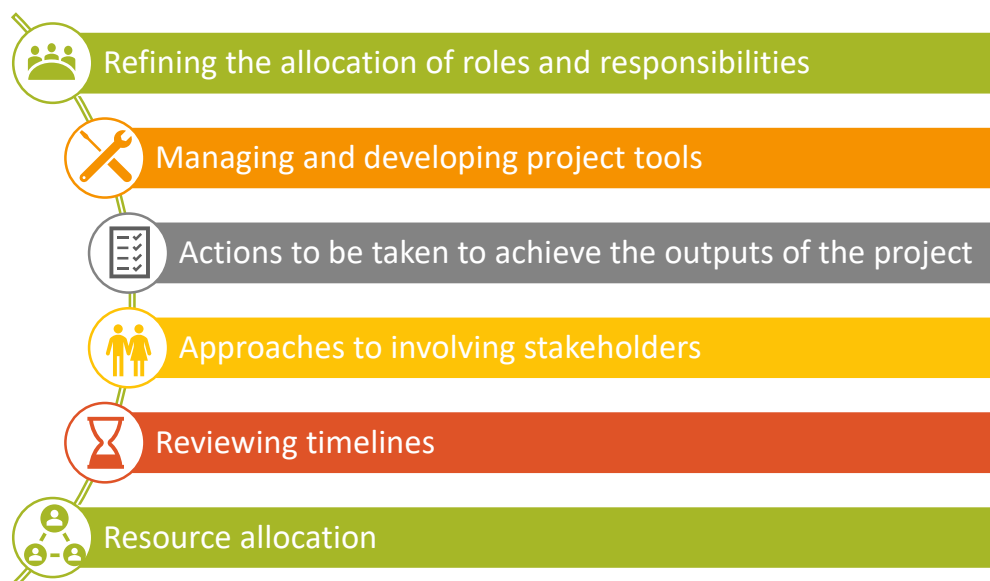 Refining the allocation of roles and responsibilities
Managing and developing project tools
Actions to be taken to achieve the outputs of the project
Approaches to involving stakeholders
Reviewing timelines
Resource allocation